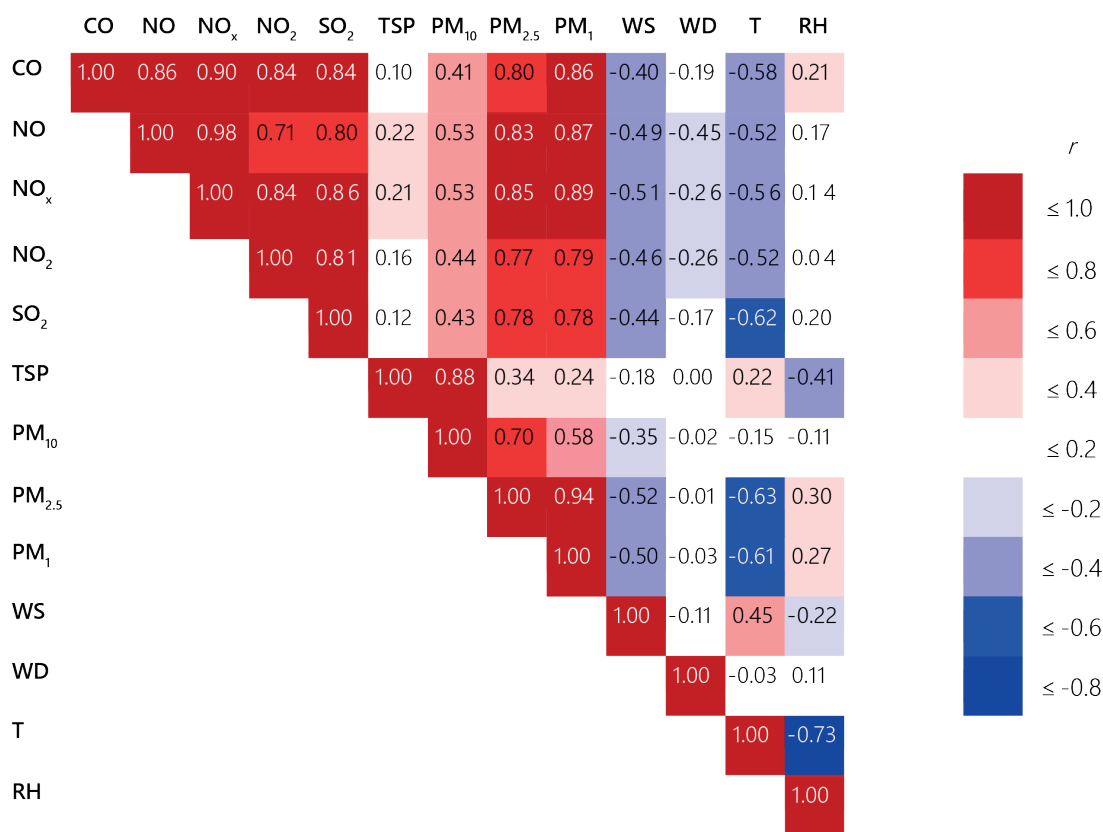 CO NO NOx NO2 SO2 TSP PM10 PM2.5 PM1 WS WD T RH
CO 1.00 0.86 0.90 0.84 0.84 0.10 0.41 0.80 0.86 -0.40 -0.19 -0.58 0.21
NO 1.00 0.98 0.71 0.80 0.22 0.53 0.83 0.87 -0.49 -0.45 -0.52 0.17
NOx 1.00 0.84 0.86 0.21 0.53 0.85 0.89 -0.51 -0.26 -0.56 0.14
NO2 1.00 0.81 0.16 0.44 0.77 0.79 -0.46 -0.26 -0.52 0.04
SO2 1.00 0.12 0.43 0.78 0.78 -0.44 -0.17 -0.62 0.20
TSP 1.00 0.88 0.34 0.24 -0.18 0.00 0.22 -0.41
PM10 1.00 0.70 0.58 -0.35 -0.02 -0.15 -0.11
PM2.5 1.00 0.94 -0.52 -0.01 -0.63 0.30
PM1 1.00 -0.50 -0.03 -0.61 0.27
WS 1.00 -0.11 0.45 -0.22
WD 1.00 -0.03 0.11
T 1.00 -0.73
RH 1.00
r
≤ 1.0
≤ 0.8
≤ 0.6
≤ 0.4
≤ 0.2
≤ -0.2
≤ -0.4
≤ -0.6
≤ -0.8